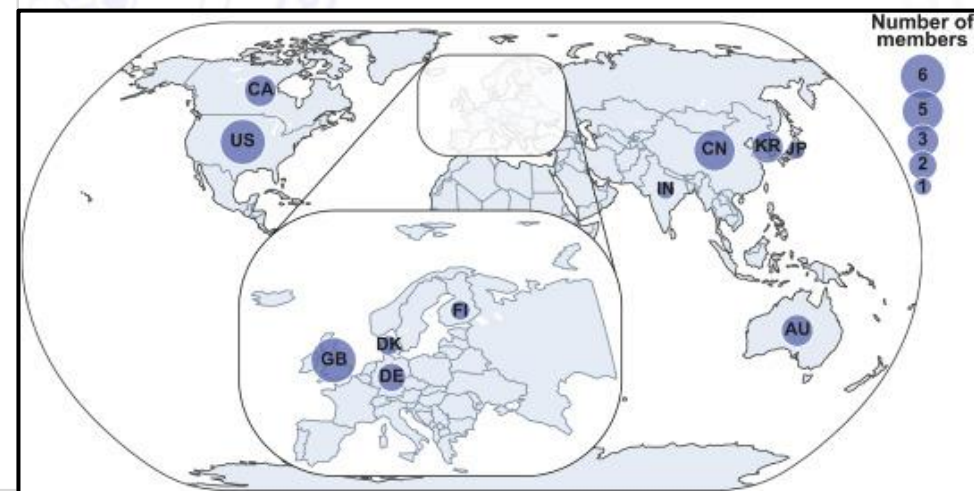 Number of
members
6
5
3
2
1
CA
US
CN
KR
JP
IN
AU
FI
DK
GB
DE